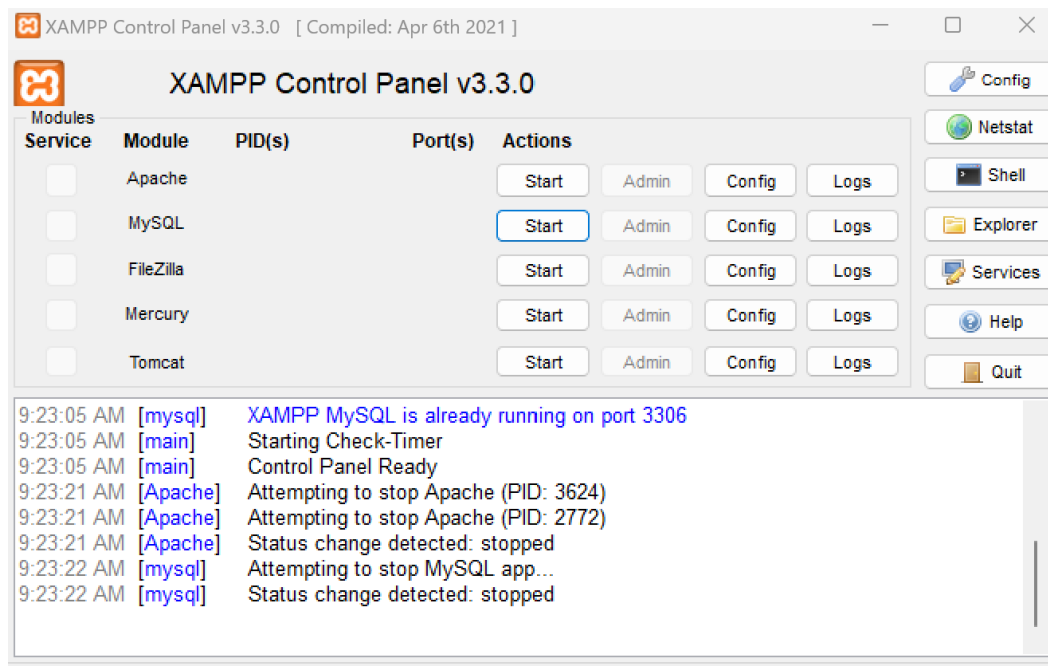 XAMPP Control Panel v3.3.0 [ Compiled: Apr 6th 2021 ]
XAMPP Control Panel v3.3.0
Config
Modules
Netstat
Service Module PID(s) Port(s) Actions
Apache Start Admin Config Logs
Shell
MySQL Start Admin Config Logs
Explorer
FileZilla Start Admin Config Logs
Services
Mercury Start Admin Config Logs
Help
Tomcat Start Admin Config Logs
Quit
9:23:05 AM [mysql] XAMPP MySQL is already running on port 3306
9:23:05 AM [main] Starting Check-Timer
9:23:05 AM [main] Control Panel Ready
9:23:21 AM [Apache] Attempting to stop Apache (PID: 3624)
9:23:21 AM [Apache] Attempting to stop Apache (PID: 2772)
9:23:21 AM [Apache] Status change detected: stopped
9:23:22 AM [mysql] Attempting to stop MySQL app...
9:23:22 AM [mysql] Status change detected: stopped